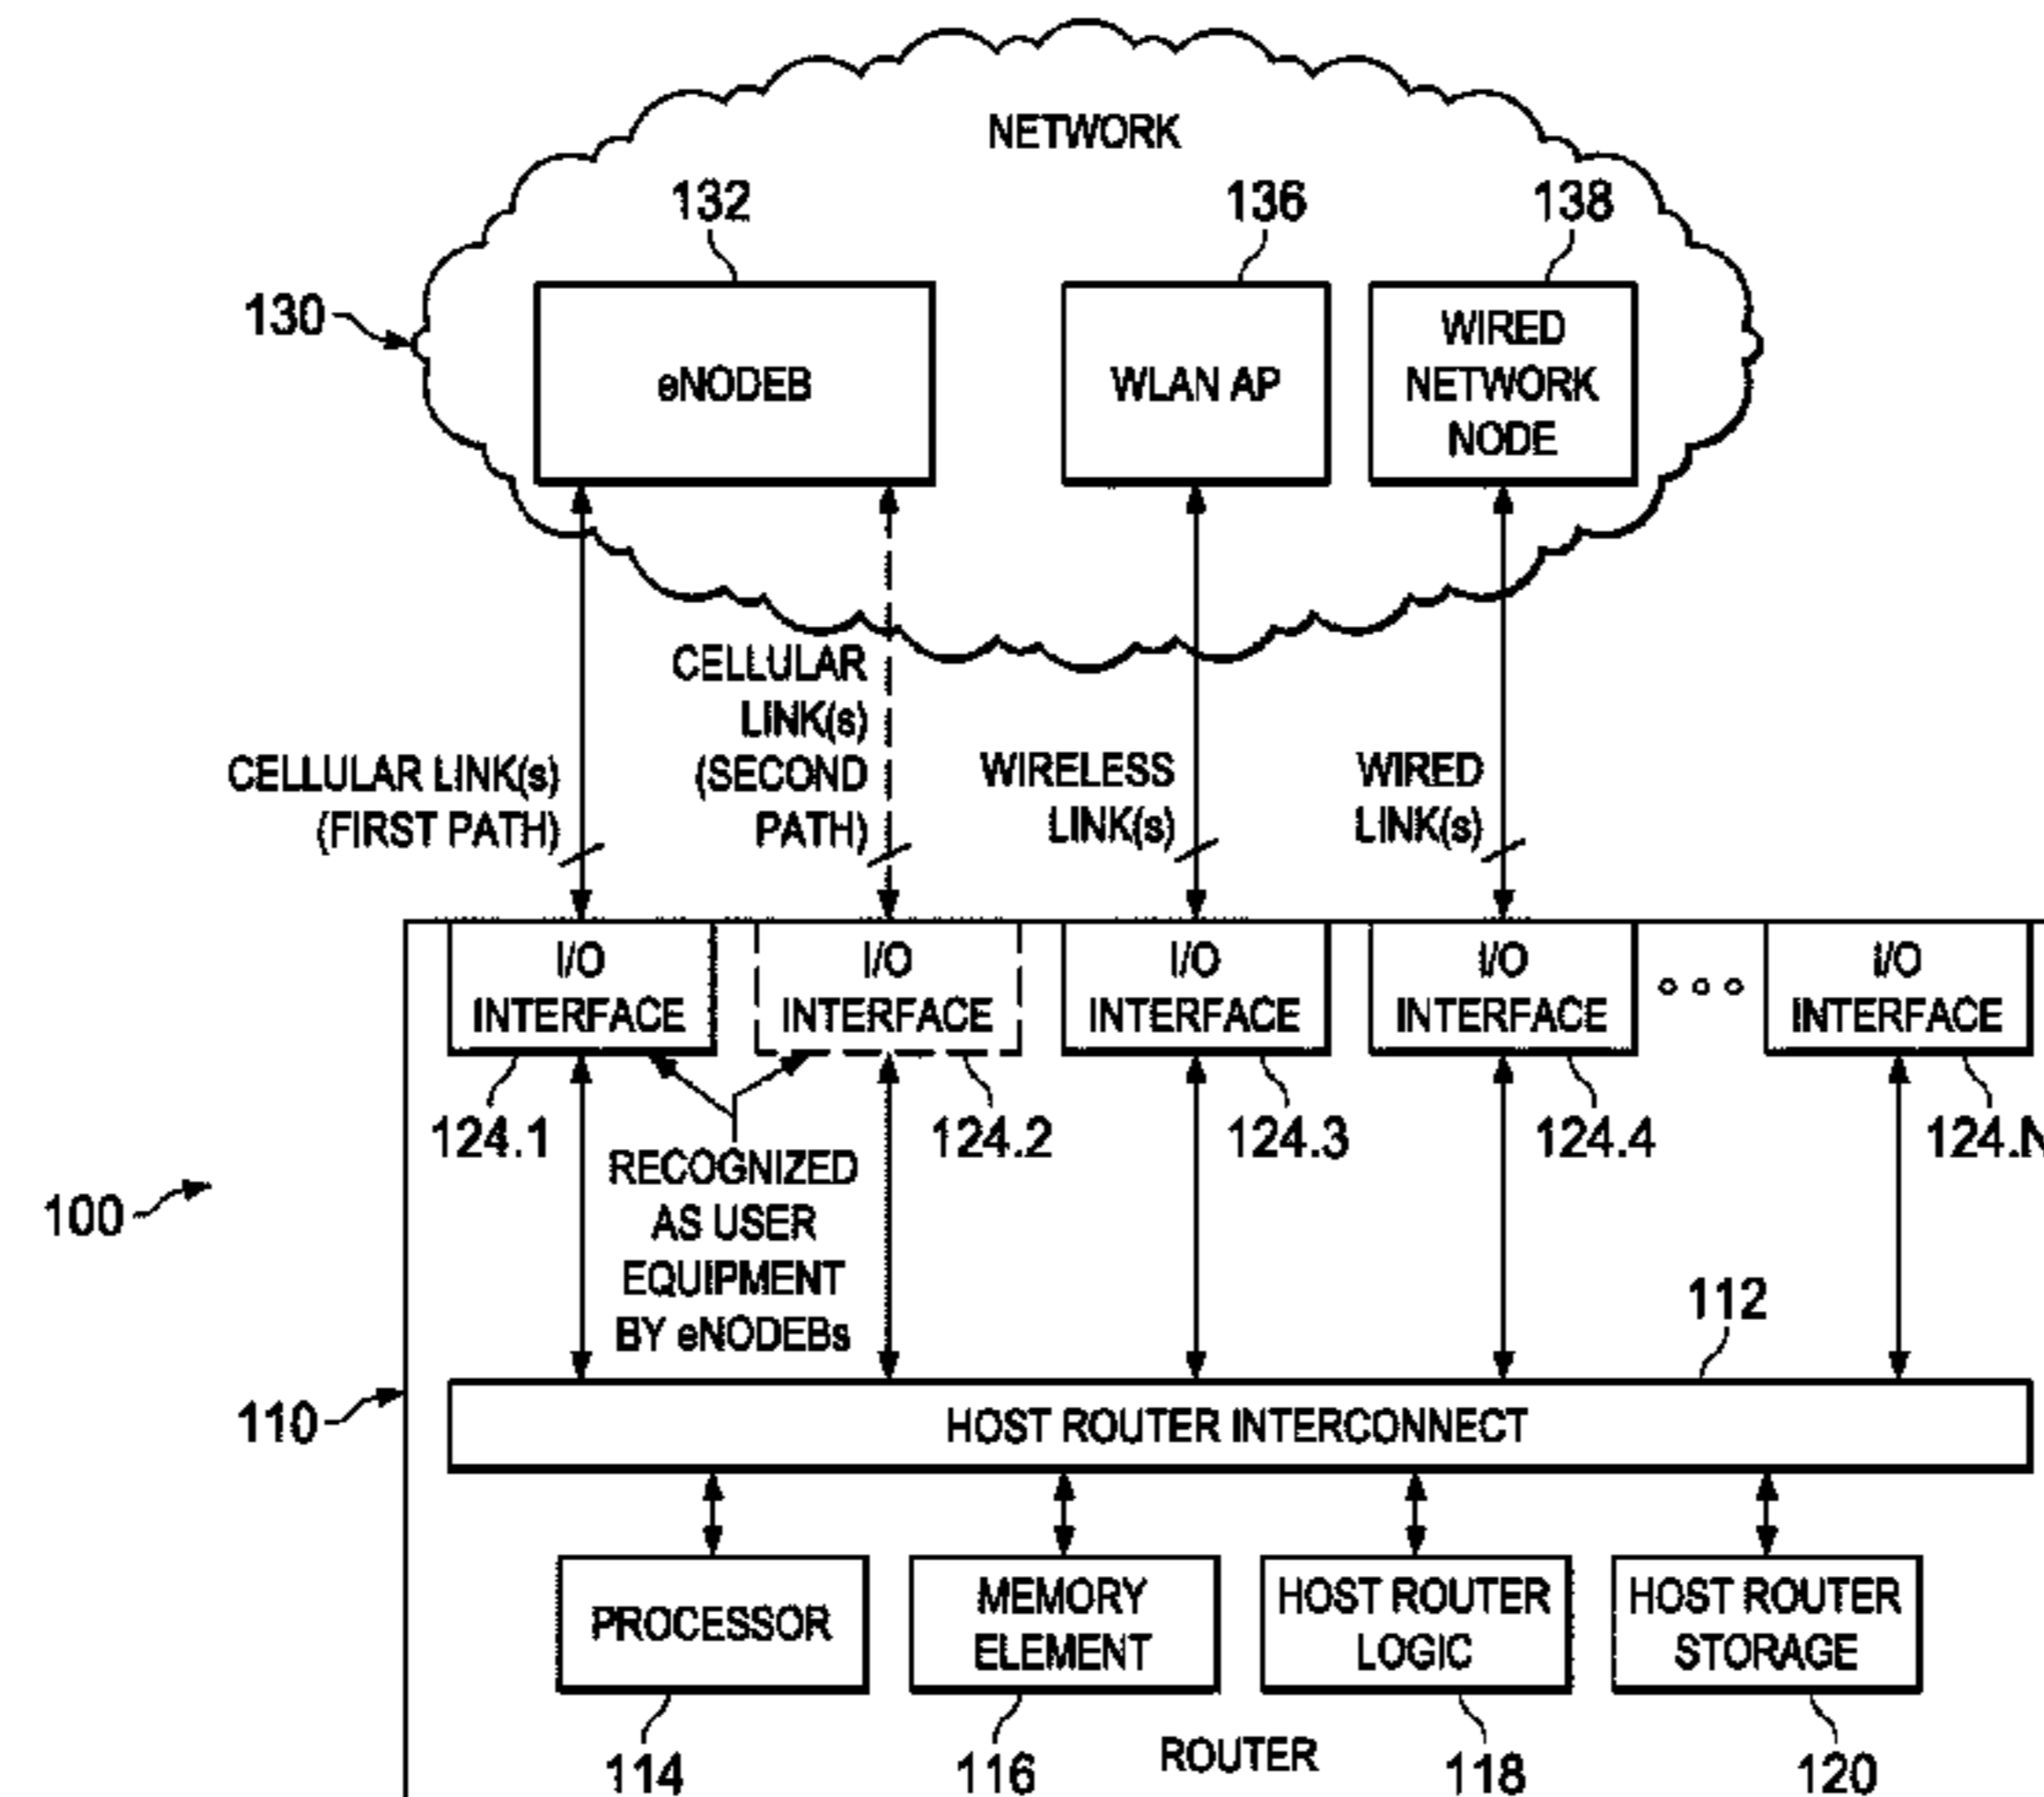 NETWORK
132
136
138
130
eNODEB
WLAN AP
WIRED
NETWORK
NODE
CELLULAR
LINK(s)
(SECOND
PATH)
CELLULAR LINK(s)
(FIRST PATH)
WIRELESS
LINK(s)
WIRED
LINK(s)
I/O
INTERFACE
I/O
INTERFACE
I/O
INTERFACE
I/O
INTERFACE
I/O
INTERFACE
124.1
124.2
124.3
124.4
124.N
RECOGNIZED
AS USER
EQUIPMENT
BY eNODEBs
100
112
110
HOST ROUTER INTERCONNECT
PROCESSOR
MEMORY
ELEMENT
HOST ROUTER
LOGIC
HOST ROUTER
STORAGE
114
116
ROUTER
118
120